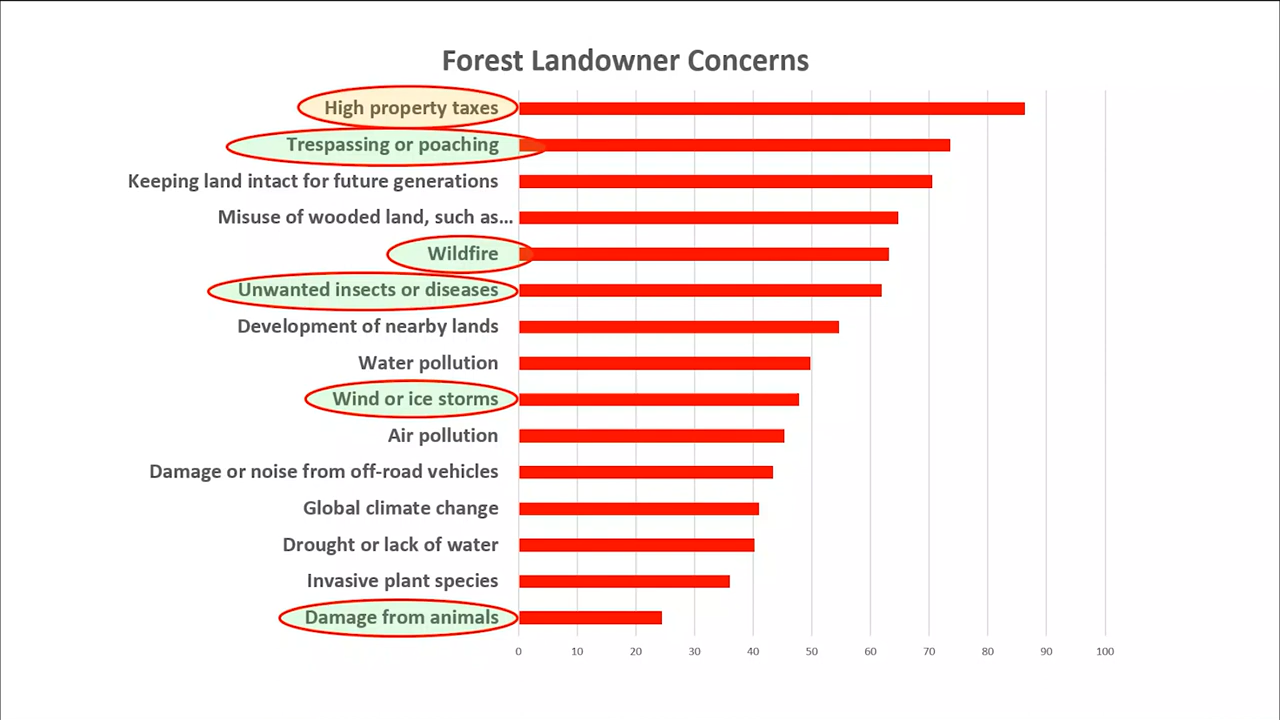 Forest Landowner Concerns
High property taxes
Trespassing or poaching
Keeping land intact for future generations
Misuse of wooded land, such as…
Wildfire
Unwanted insects or diseases
Development of nearby lands
Water pollution
Wind or ice storms
Air pollution
Damage or noise from off-road vehicles
Global climate change
Drought or lack of water
Invasive plant species
Damage from animals
0 10 20 30 40 50 60 70 80 90 100